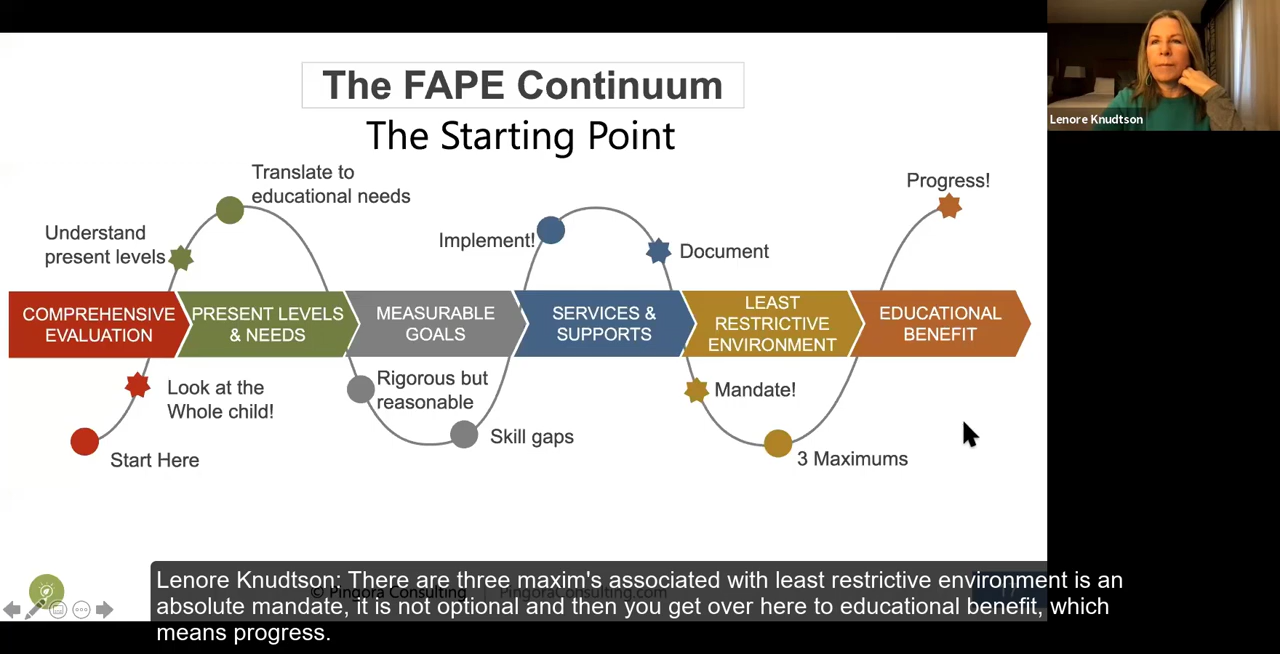 The FAPE Continuum
The Starting Point
Lenore Knudtson
Translate to
educational needs
Understand
present levels
Implement!
Document
Progress!
COMPREHENSIVE
EVALUATION
PRESENT LEVELS
& NEEDS
MEASURABLE
GOALS
SERVICES &
SUPPORTS
LEAST
RESTRICTIVE
ENVIRONMENT
EDUCATIONAL
BENEFIT
Look at the
Whole child!
Start Here
Rigorous but
reasonable
Skill gaps
Mandate!
3 Maximums
© Pingora Consulting | PingoraConsulting.com
17
Lenore Knudtson: There are three maxim's associated with least restrictive environment is an
absolute mandate, it is not optional and then you get over here to educational benefit, which
means progress.